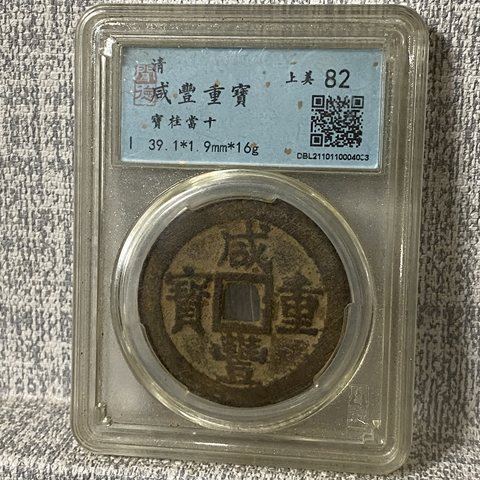 清
咸豐重寶
寶桂當十
上美 82
39.1*1.9mm*16g
DBL2110110004003
咸
豐
重
寶